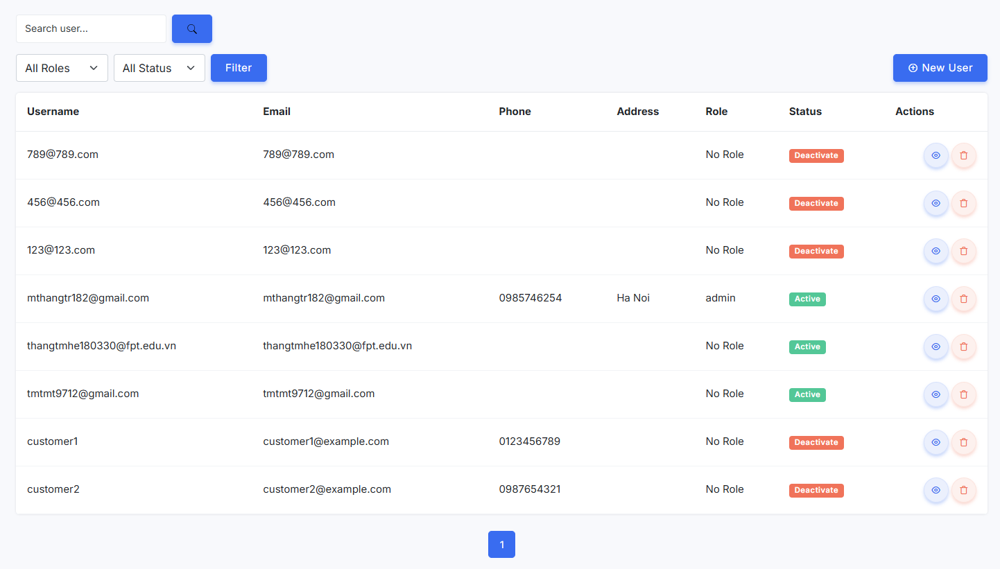 Search user...
All Roles All Status Filter New User
Username Email Phone Address Role Status Actions
789@789.com 789@789.com No Role Deactivate
456@456.com 456@456.com No Role Deactivate
123@123.com 123@123.com No Role Deactivate
mthangtr182@gmail.com mthangtr182@gmail.com 0985746254 Ha Noi admin Active
thangtmhe180330@fpt.edu.vn thangtmhe180330@fpt.edu.vn No Role Active
tmtmt9712@gmail.com tmtmt9712@gmail.com No Role Active
customer1 customer1@example.com 0123456789 No Role Deactivate
customer2 customer2@example.com 0987654321 No Role Deactivate
1